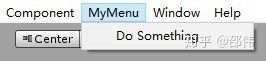 Component MyMenu Window Help
Center
Do Something
知乎 @邵伟